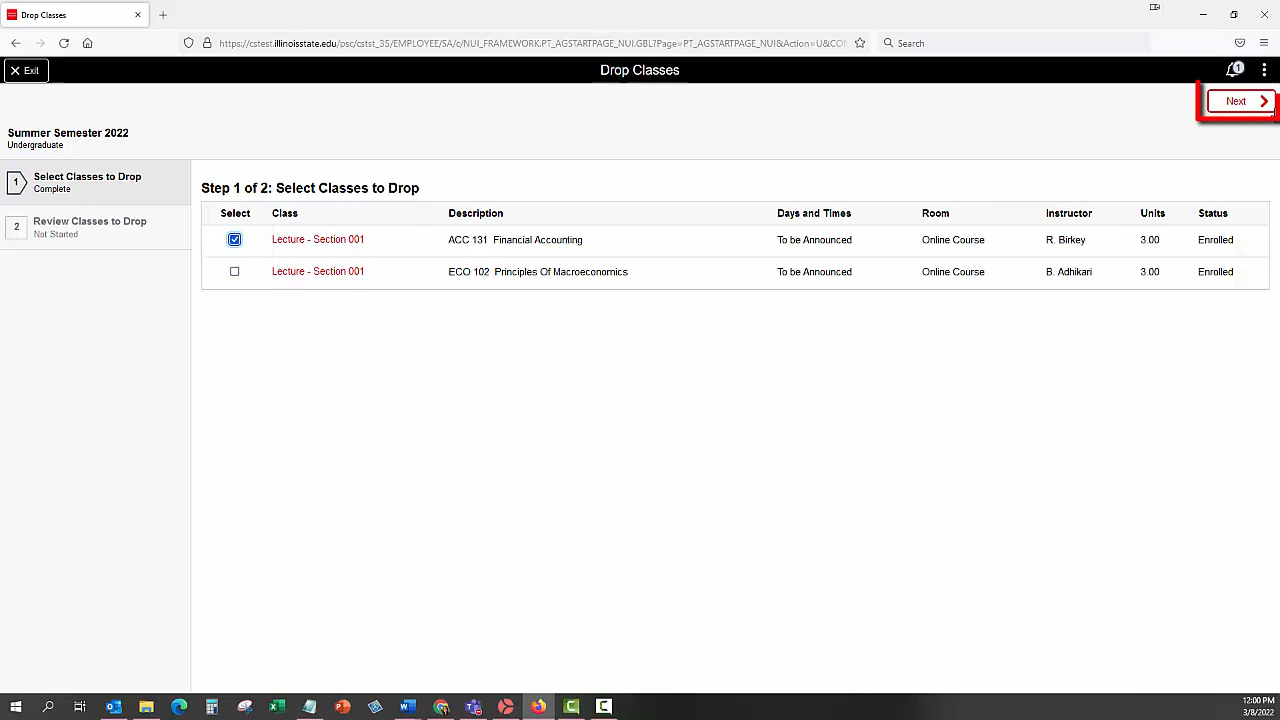 Drop Classes
https://cstest.illinoisstate.edu/psc/cstst_35/EMPLOYEE/SA/c/NUI_FRAMEWORK.PT_AGSTARTPAGE_NUI.GBL?Page=PT_AGSTARTPAGE_NUI&Action=U&CO
Search
Exit
Drop Classes
1
Next
Summer Semester 2022
Undergraduate
1 Select Classes to Drop
Complete
2 Review Classes to Drop
Not Started
Step 1 of 2: Select Classes to Drop
Select Class Description Days and Times Room Instructor Units Status
Lecture - Section 001 ACC 131 Financial Accounting To be Announced Online Course R. Birkey 3.00 Enrolled
Lecture - Section 001 ECO 102 Principles Of Macroeconomics To be Announced Online Course B. Adhikari 3.00 Enrolled
12:00 PM
3/8/2022